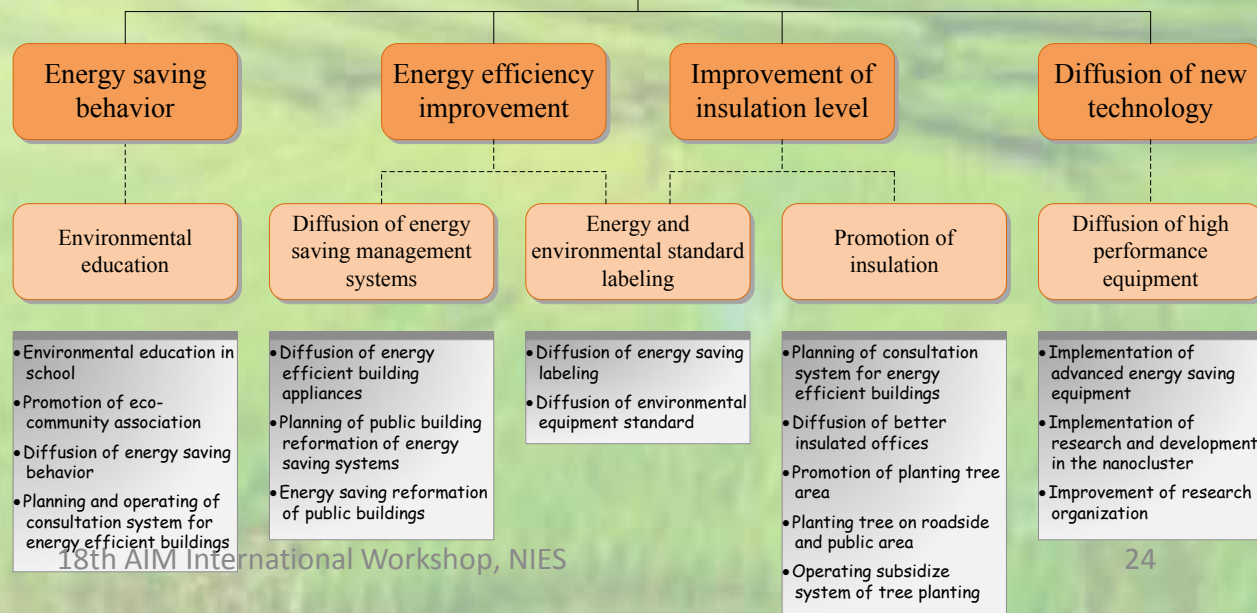 Energy saving
behavior
Energy efficiency
improvement
Improvement of
insulation level
Diffusion of new
technology
Environmental
education
Diffusion of energy
saving management
systems
Energy and
environmental standard
labeling
Promotion of
insulation
Diffusion of high
performance
equipment
•Environmental education in
school
•Promotion of eco-
community association
•Diffusion of energy saving
behavior
•Planning and operating of
consultation system for
energy efficient buildings
•Diffusion of energy
efficient building
appliances
•Planning of public building
reformation of energy
saving systems
•Energy saving reformation
of public buildings
•Diffusion of energy saving
labeling
•Diffusion of environmental
equipment standard
•Planning of consultation
system for energy
efficient buildings
•Diffusion of better
insulated offices
•Promotion of planting tree
area
•Planting tree on roadside
and public area
•Operating subsidize
system of tree planting
•Implementation of
advanced energy saving
equipment
•Implementation of
research and development
in the nanocluster
•Improvement of research
organization
18th AIM International Workshop, NIES
24